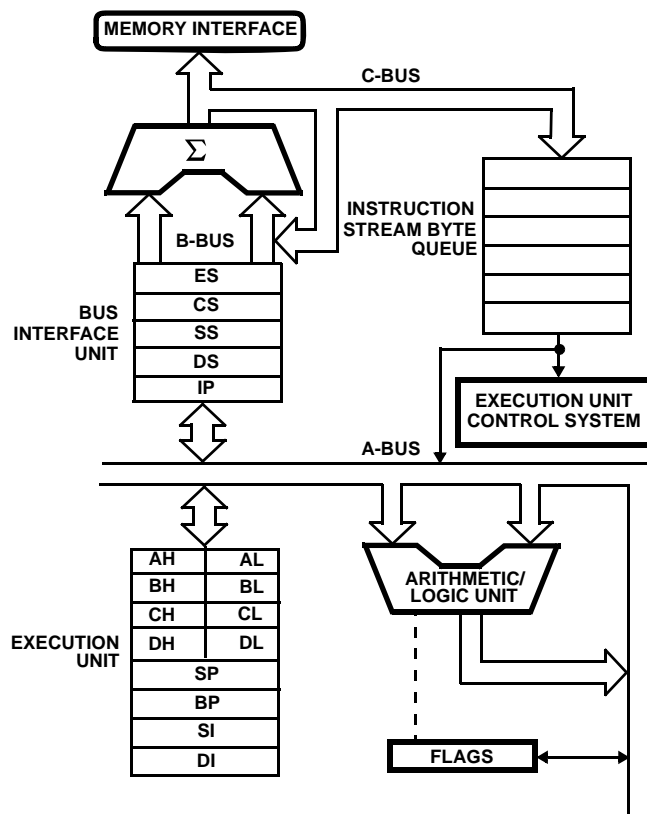 MEMORY INTERFACE
C-BUS
Σ
INSTRUCTION
STREAM BYTE
QUEUE
B-BUS
ES
CS
SS
DS
IP
BUS
INTERFACE
UNIT
EXECUTION UNIT
CONTROL SYSTEM
A-BUS
AH AL
BH BL
CH CL
DH DL
SP
BP
SI
DI
EXECUTION
UNIT
ARITHMETIC/
LOGIC UNIT
FLAGS